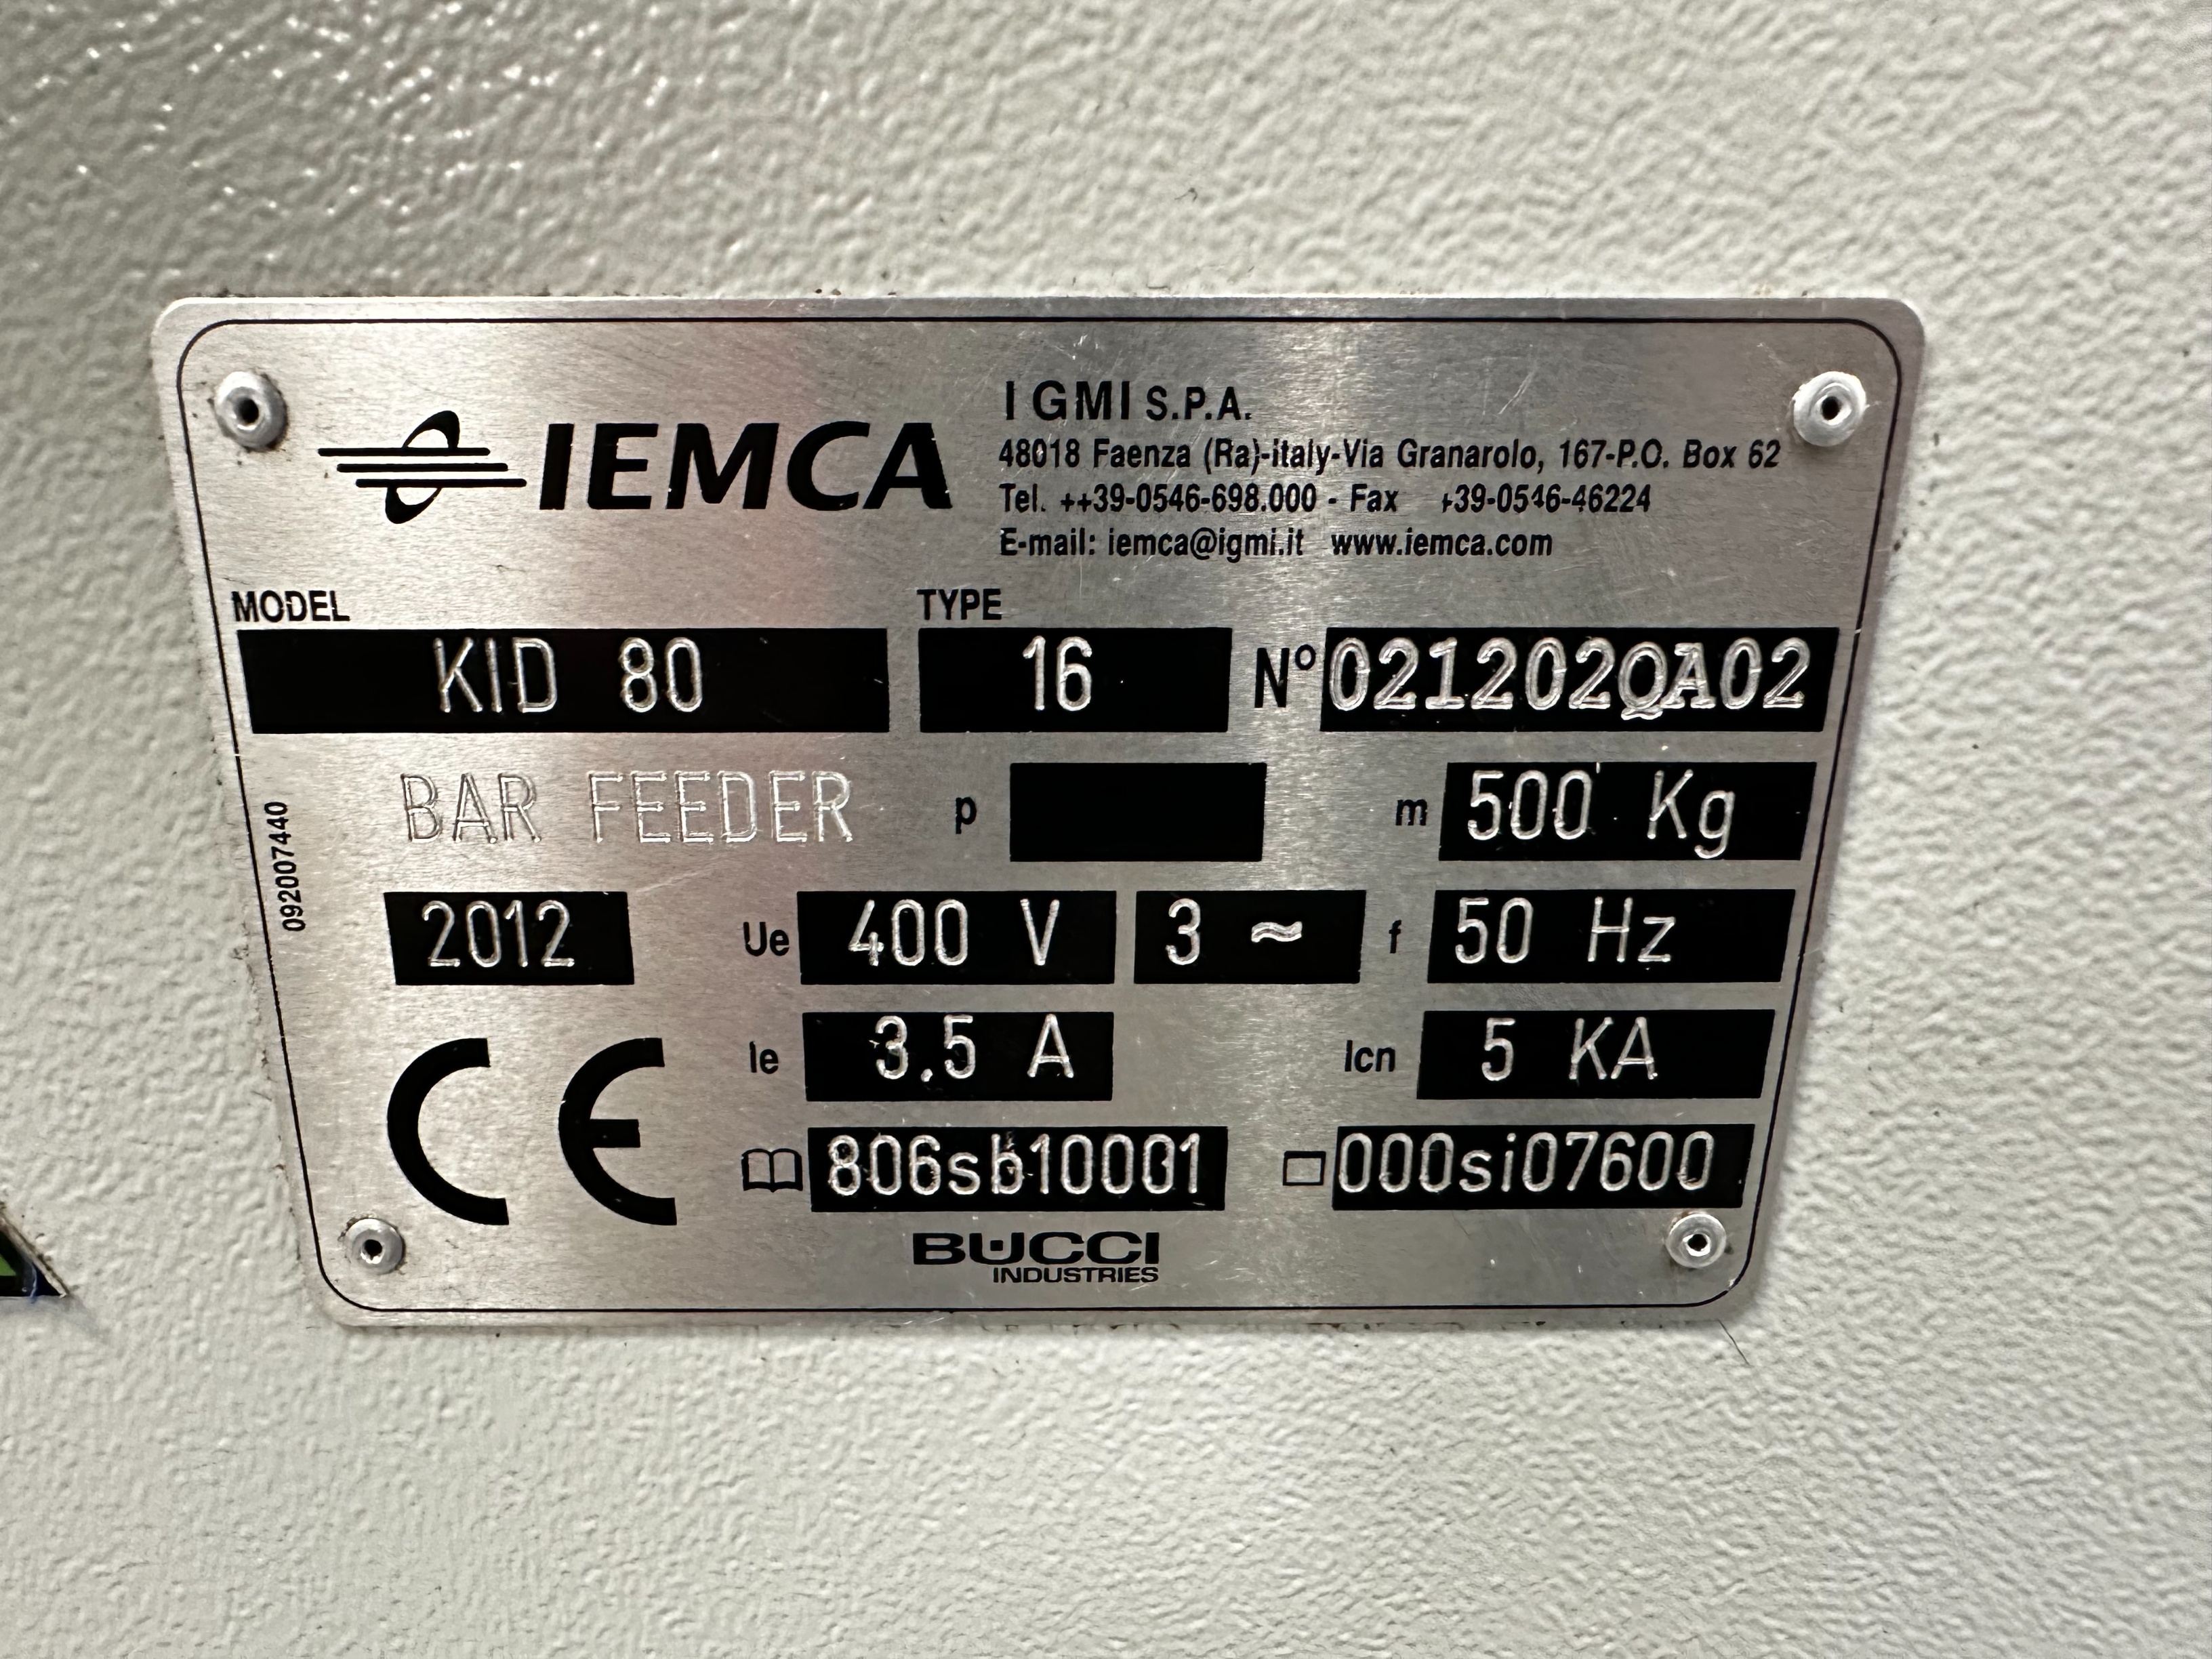 IEMCA
I GMI S.P.A.
48018 Faenza (Ra)-italy-Via Granarolo, 167-P.O. Box 62
Tel. ++39-0546-698.000 - Fax +39-0546-46224
E-mail: iemca@igmi.it www.iemca.com
MODEL TYPE
KID 80 16 N° 021202QA02
BAR FEEDER p m 500 Kg
092007440
2012 Ue 400 V 3 ≈ f 50 Hz
Ie 3.5 A Icn 5 KA
CE
806sb10001 000si07600
BUCCI
INDUSTRIES